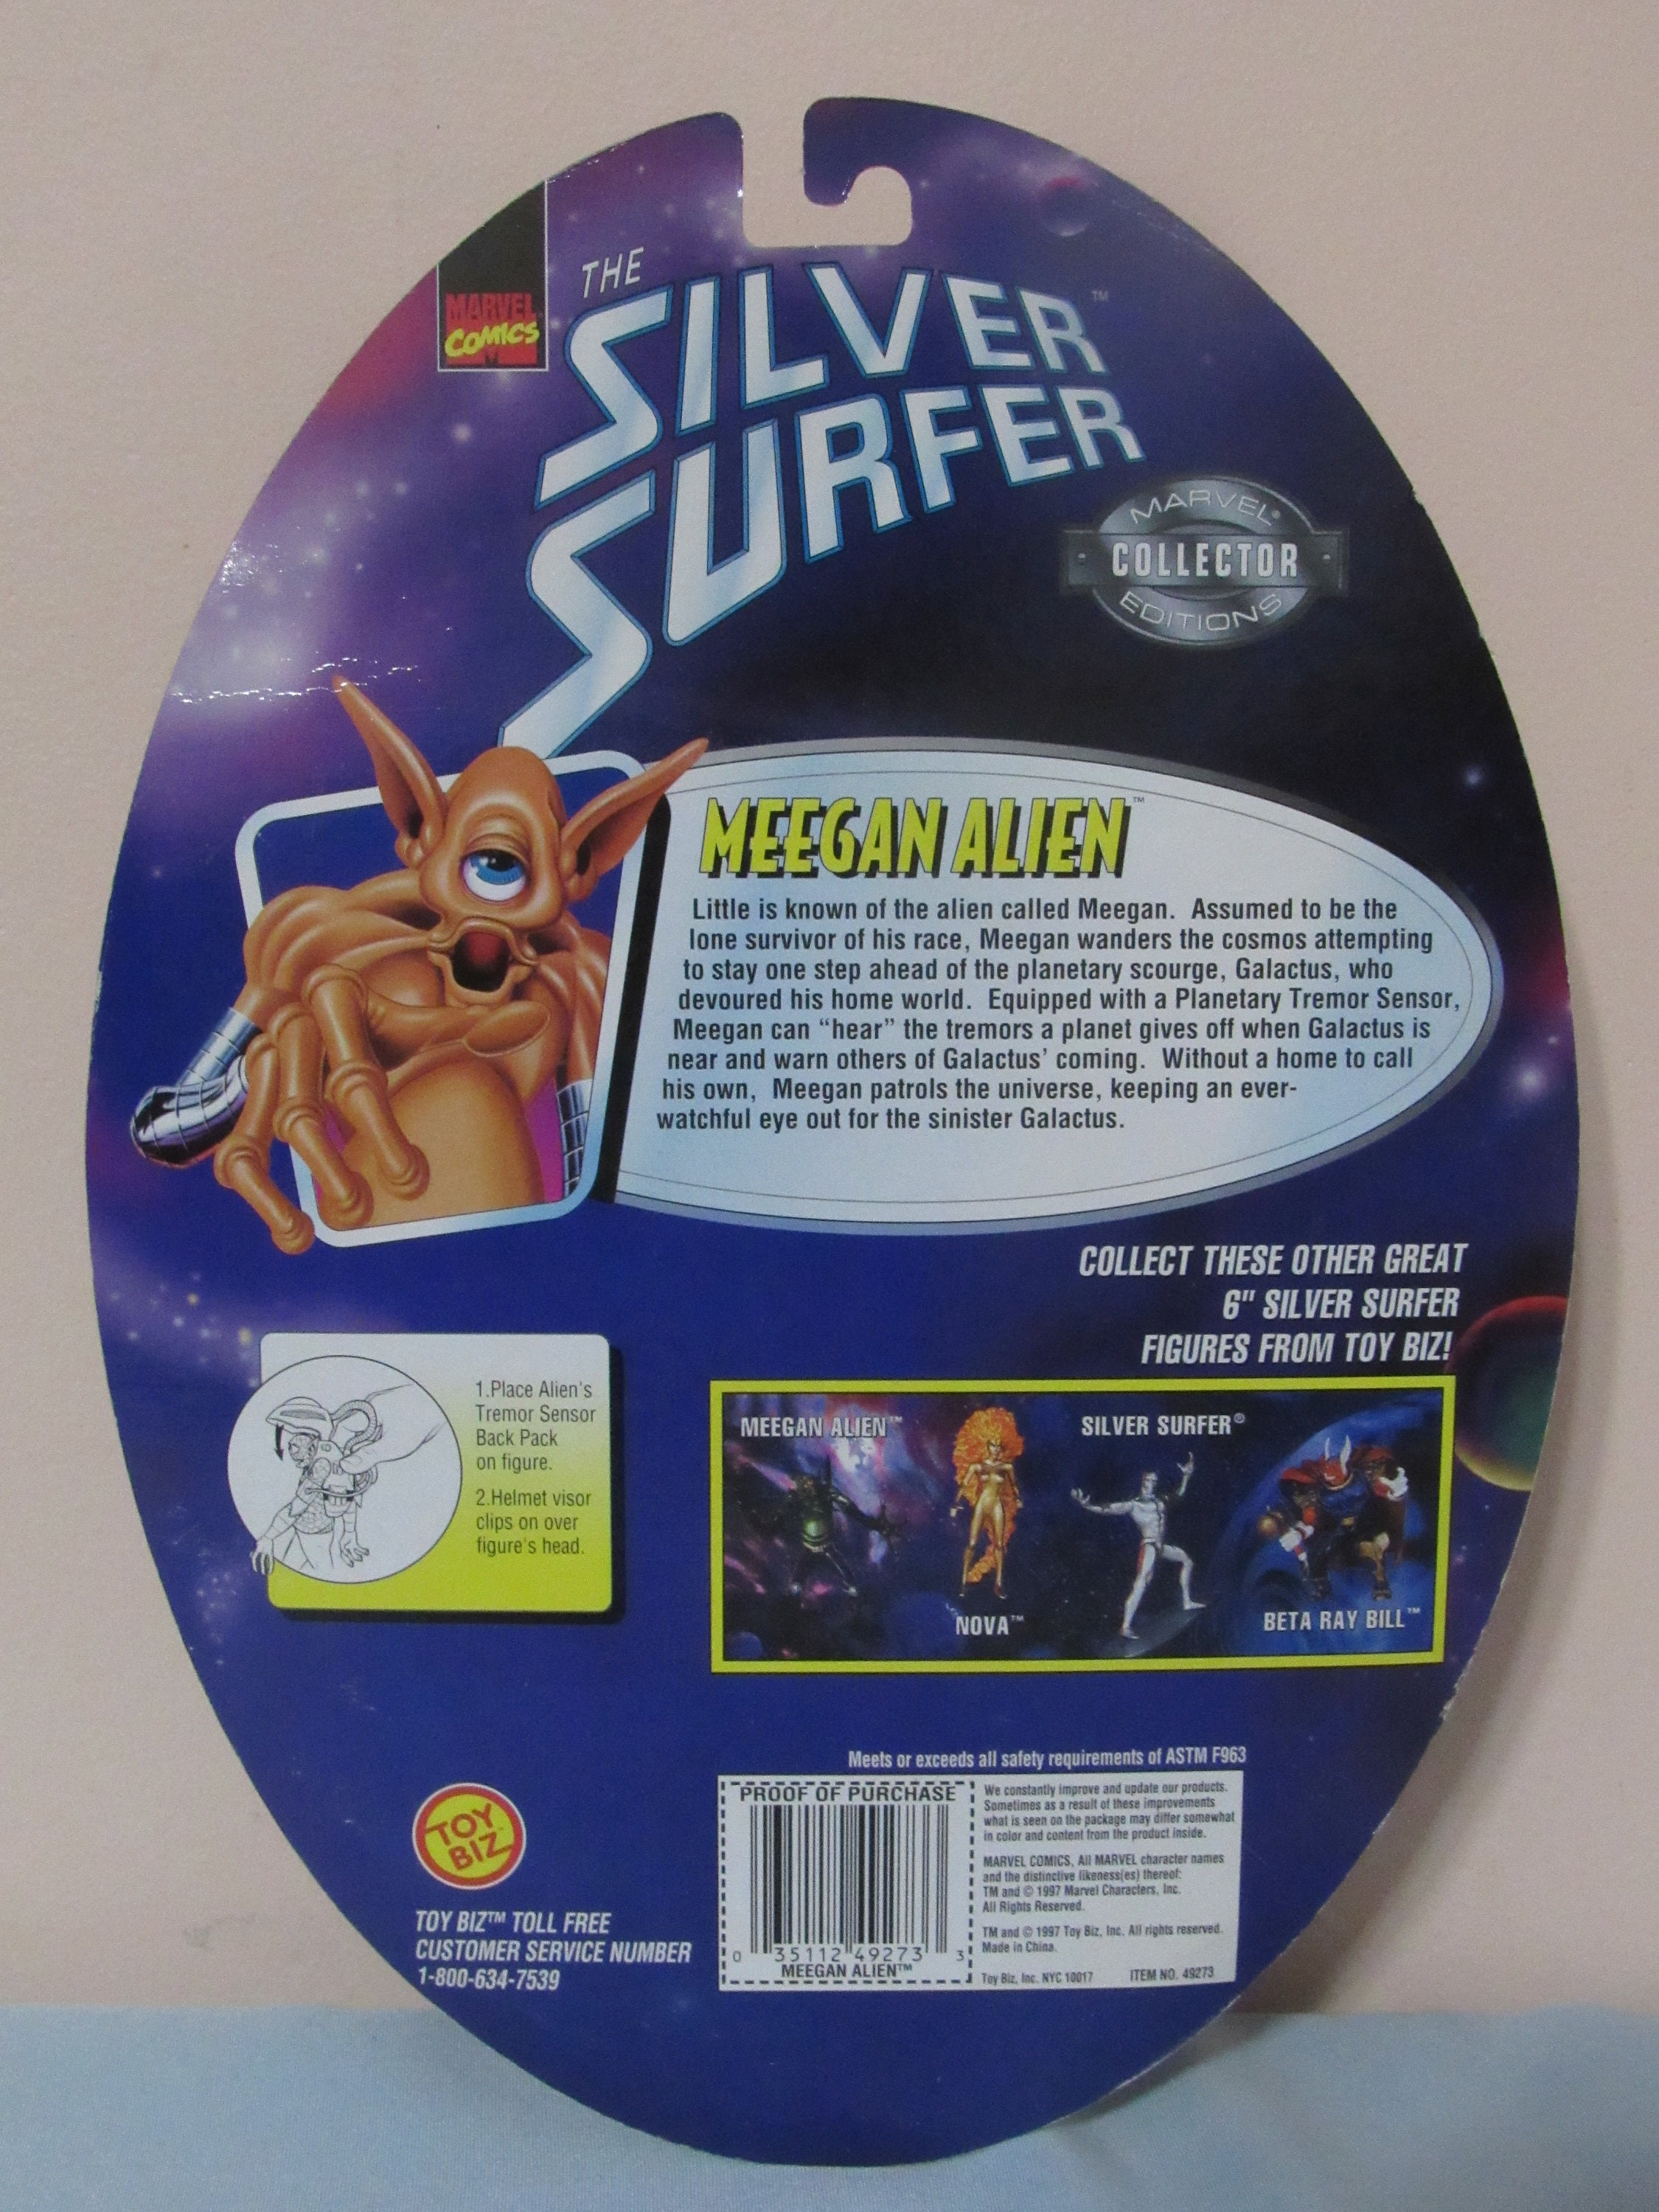 MARVEL
COMICS
THE
SILVER ™
SURFER
MARVEL®
COLLECTOR
EDITIONS
MEEGAN ALIEN™
Little is known of the alien called Meegan. Assumed to be the
lone survivor of his race, Meegan wanders the cosmos attempting
to stay one step ahead of the planetary scourge, Galactus, who
devoured his home world. Equipped with a Planetary Tremor Sensor,
Meegan can “hear” the tremors a planet gives off when Galactus is
near and warn others of Galactus’ coming. Without a home to call
his own, Meegan patrols the universe, keeping an ever-
watchful eye out for the sinister Galactus.
COLLECT THESE OTHER GREAT
6" SILVER SURFER
FIGURES FROM TOY BIZ!
1.Place Alien's
Tremor Sensor
Back Pack
on figure.
2.Helmet visor
clips on over
figure's head.
MEEGAN ALIEN™
NOVA™
SILVER SURFER®
BETA RAY BILL™
Meets or exceeds all safety requirements of ASTM F963
PROOF OF PURCHASE
0 35112 49273 3
MEEGAN ALIEN™
We constantly improve and update our products.
Sometimes as a result of these improvements
what is seen on the package may differ somewhat
in color and content from the product inside.
MARVEL COMICS, All MARVEL character names
and the distinctive likeness(es) thereof:
TM and © 1997 Marvel Characters, Inc.
All Rights Reserved.
TM and © 1997 Toy Biz, Inc. All rights reserved.
Made in China.
Toy Biz, Inc. NYC 10017 ITEM NO. 49273
TOY
BIZ
TOY BIZ™ TOLL FREE
CUSTOMER SERVICE NUMBER
1-800-634-7539